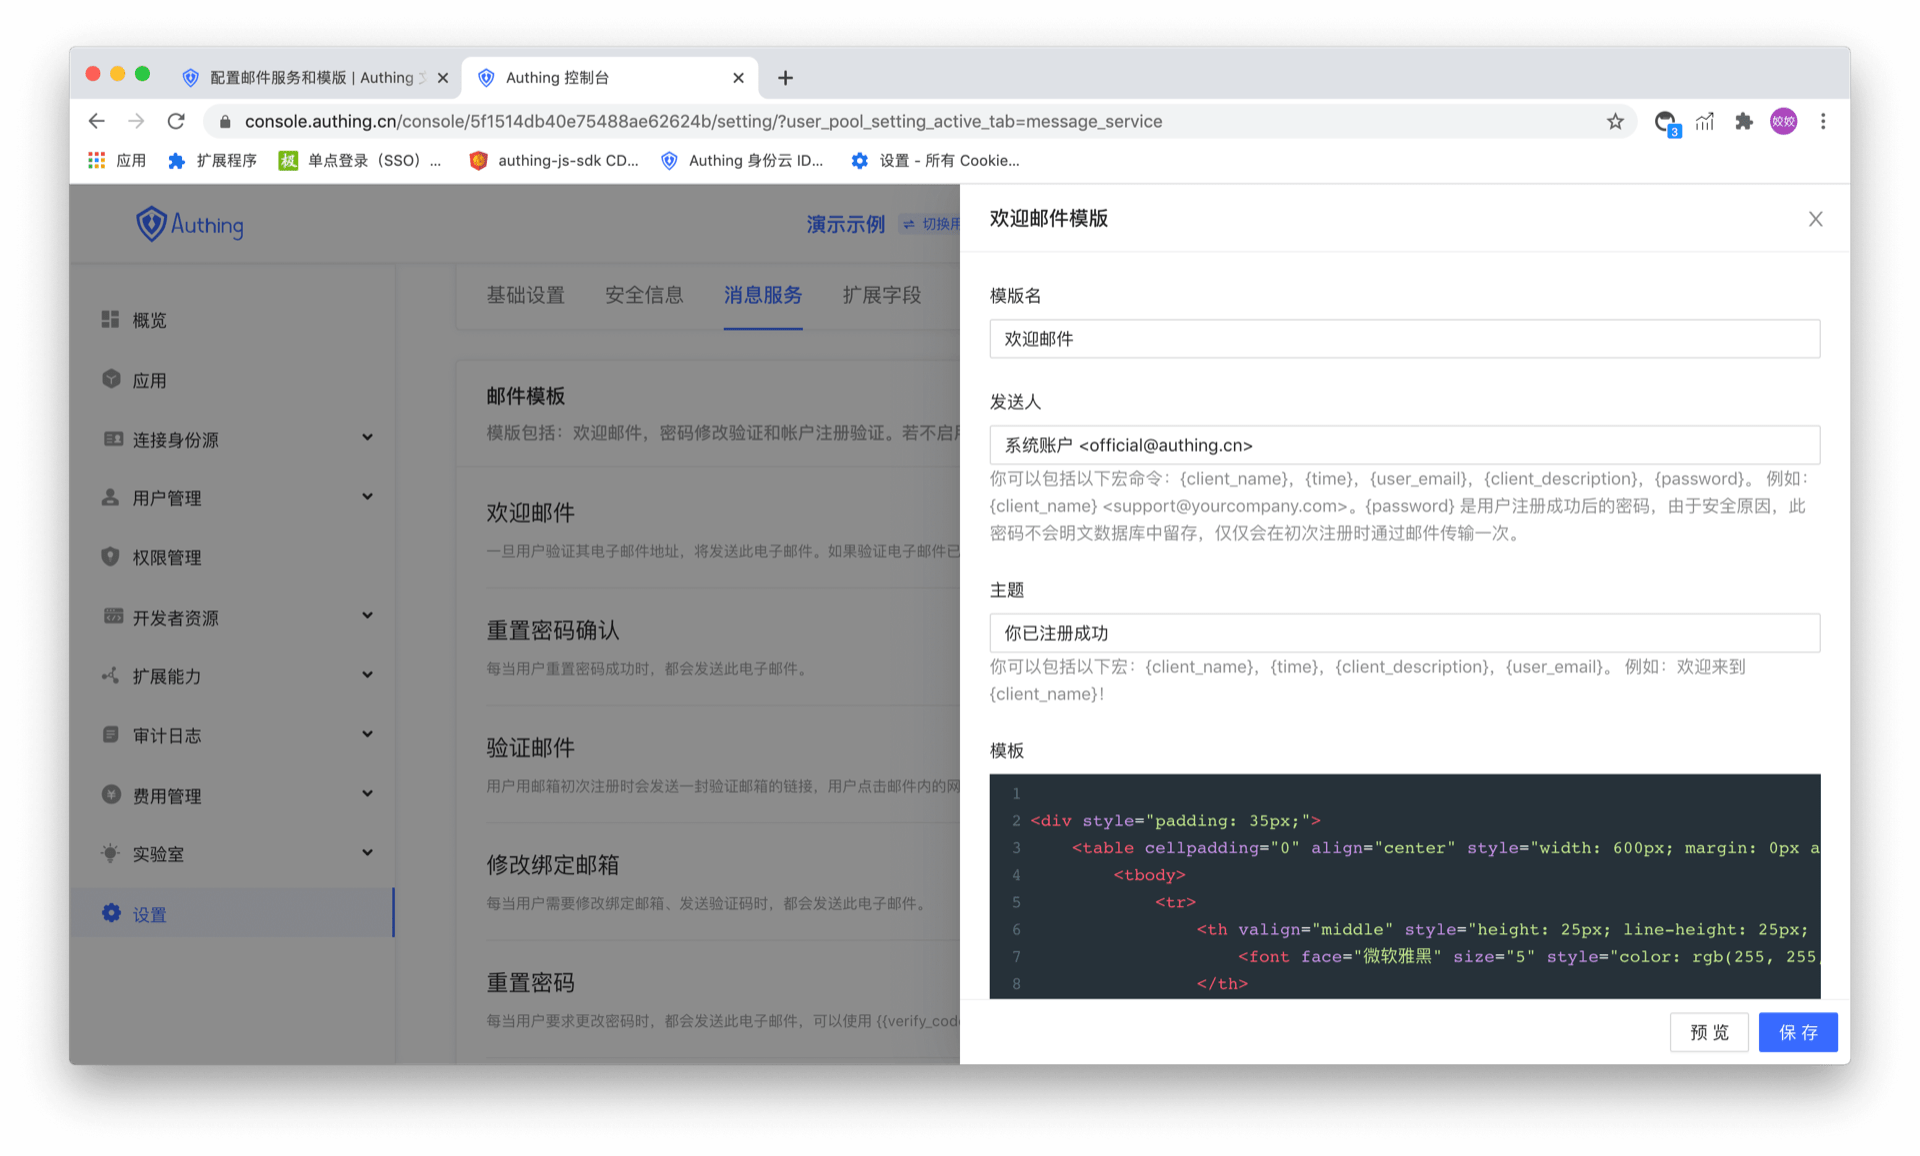 配置邮件服务和模版 | Authing
Authing 控制台
console.authing.cn/console/5f1514db40e75488ae62624b/setting/?user_pool_setting_active_tab=message_service
3
姣姣
应用
扩展程序
极
单点登录（SSO）...
authing-js-sdk CD...
Authing 身份云 ID...
设置 - 所有 Cookie...
Authing
演示示例
切换用
概览
应用
连接身份源
用户管理
权限管理
开发者资源
扩展能力
审计日志
费用管理
实验室
设置
基础设置
安全信息
消息服务
扩展字段
邮件模板
模版包括：欢迎邮件，密码修改验证和帐户注册验证。若不启用
欢迎邮件
一旦用户验证其电子邮件地址，将发送此电子邮件。如果验证电子邮件已
重置密码确认
每当用户重置密码成功时，都会发送此电子邮件。
验证邮件
用户用邮箱初次注册时会发送一封验证邮箱的链接，用户点击邮件内的网
修改绑定邮箱
每当用户需要修改绑定邮箱、发送验证码时，都会发送此电子邮件。
重置密码
每当用户要求更改密码时，都会发送此电子邮件，可以使用 {{verify_code
欢迎邮件模版
模版名
欢迎邮件
发送人
系统账户 <official@authing.cn>
你可以包括以下宏命令：{client_name}，{time}，{user_email}，{client_description}，{password}。 例如：
{client_name} <support@yourcompany.com>。{password} 是用户注册成功后的密码，由于安全原因，此
密码不会明文数据库中留存，仅仅会在初次注册时通过邮件传输一次。
主题
你已注册成功
你可以包括以下宏：{client_name}，{time}，{client_description}，{user_email}。 例如：欢迎来到
{client_name}！
模板
1
2 <div style="padding: 35px;">
3 <table cellpadding="0" align="center" style="width: 600px; margin: 0px a
4 <tbody>
5 <tr>
6 <th valign="middle" style="height: 25px; line-height: 25px;
7 <font face="微软雅黑" size="5" style="color: rgb(255, 255,
8 </th>
预 览
保 存